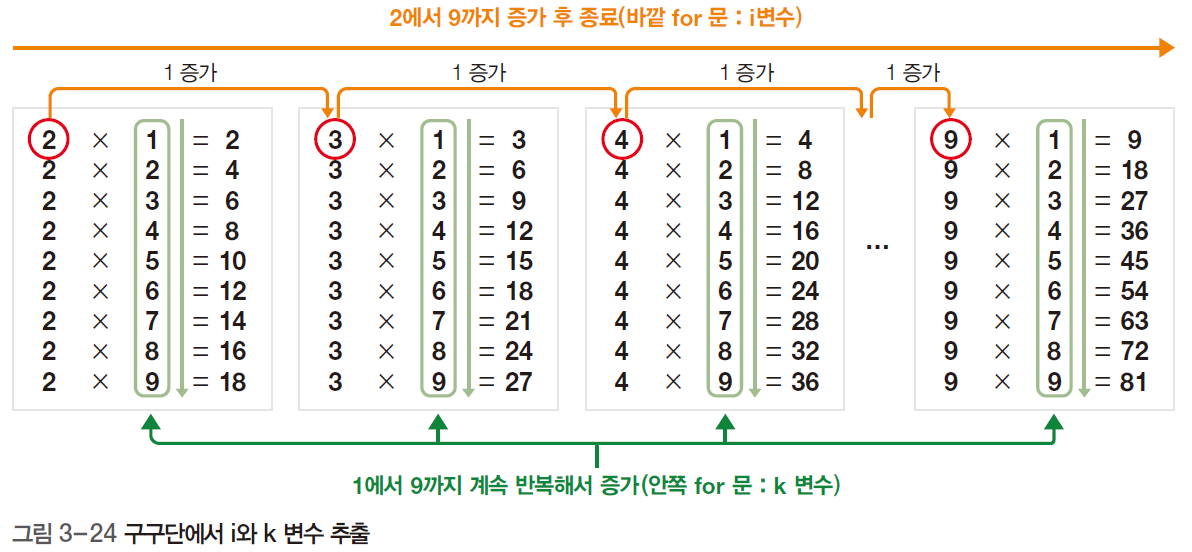 2에서 9까지 증가 후 종료(바깥 for 문 : i변수)
1 증가 1 증가 1 증가 1 증가
2 × 1 = 2 3 × 1 = 3 4 × 1 = 4 9 × 1 = 9
2 × 2 = 4 3 × 2 = 6 4 × 2 = 8 9 × 2 = 18
2 × 3 = 6 3 × 3 = 9 4 × 3 = 12 9 × 3 = 27
2 × 4 = 8 3 × 4 = 12 4 × 4 = 16 9 × 4 = 36
2 × 5 = 10 3 × 5 = 15 4 × 5 = 20 ... 9 × 5 = 45
2 × 6 = 12 3 × 6 = 18 4 × 6 = 24 9 × 6 = 54
2 × 7 = 14 3 × 7 = 21 4 × 7 = 28 9 × 7 = 63
2 × 8 = 16 3 × 8 = 24 4 × 8 = 32 9 × 8 = 72
2 × 9 = 18 3 × 9 = 27 4 × 9 = 36 9 × 9 = 81
1에서 9까지 계속 반복해서 증가(안쪽 for 문 : k 변수)
그림 3-24 구구단에서 i와 k 변수 추출